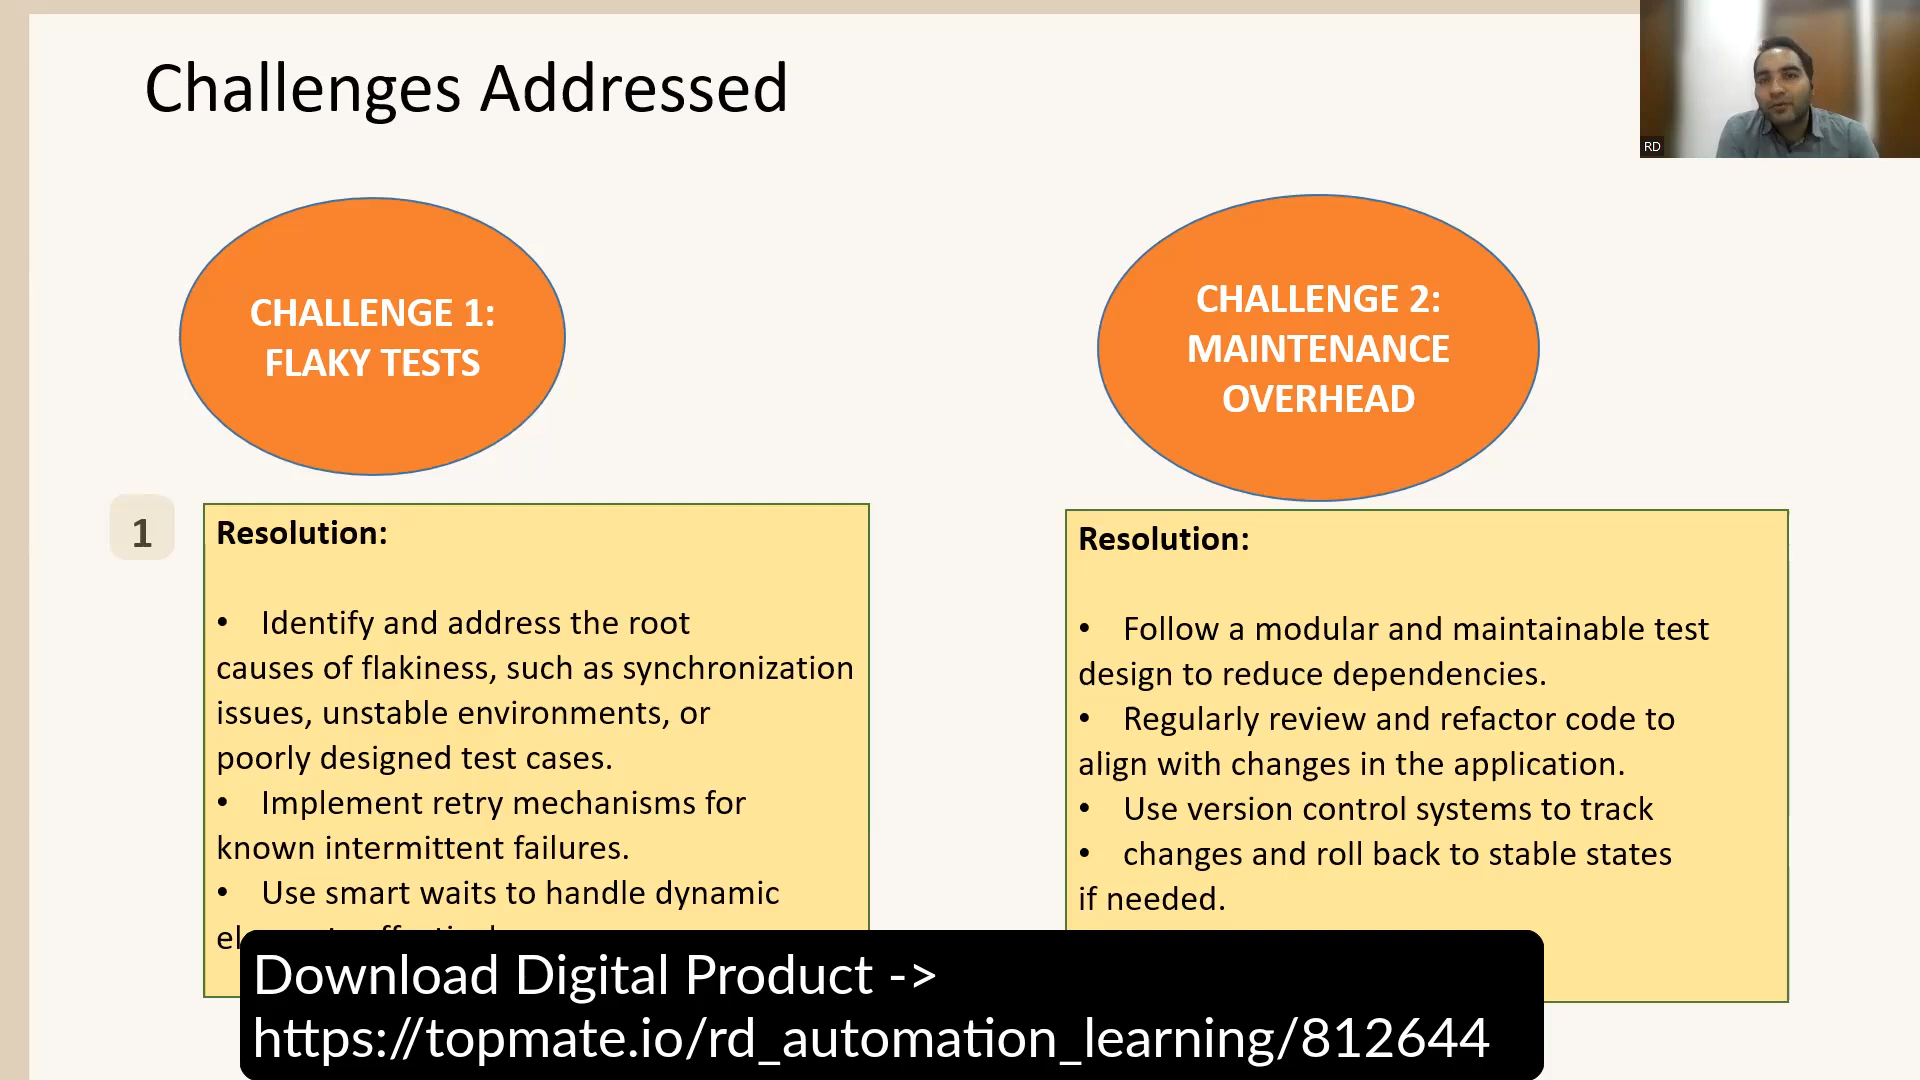 Challenges Addressed
RD
CHALLENGE 1:
FLAKY TESTS
CHALLENGE 2:
MAINTENANCE
OVERHEAD
1
Resolution:
• Identify and address the root
causes of flakiness, such as synchronization
issues, unstable environments, or
poorly designed test cases.
• Implement retry mechanisms for
known intermittent failures.
• Use smart waits to handle dynamic
Resolution:
• Follow a modular and maintainable test
design to reduce dependencies.
• Regularly review and refactor code to
align with changes in the application.
• Use version control systems to track
• changes and roll back to stable states
if needed.
Download Digital Product ->
https://topmate.io/rd_automation_learning/812644